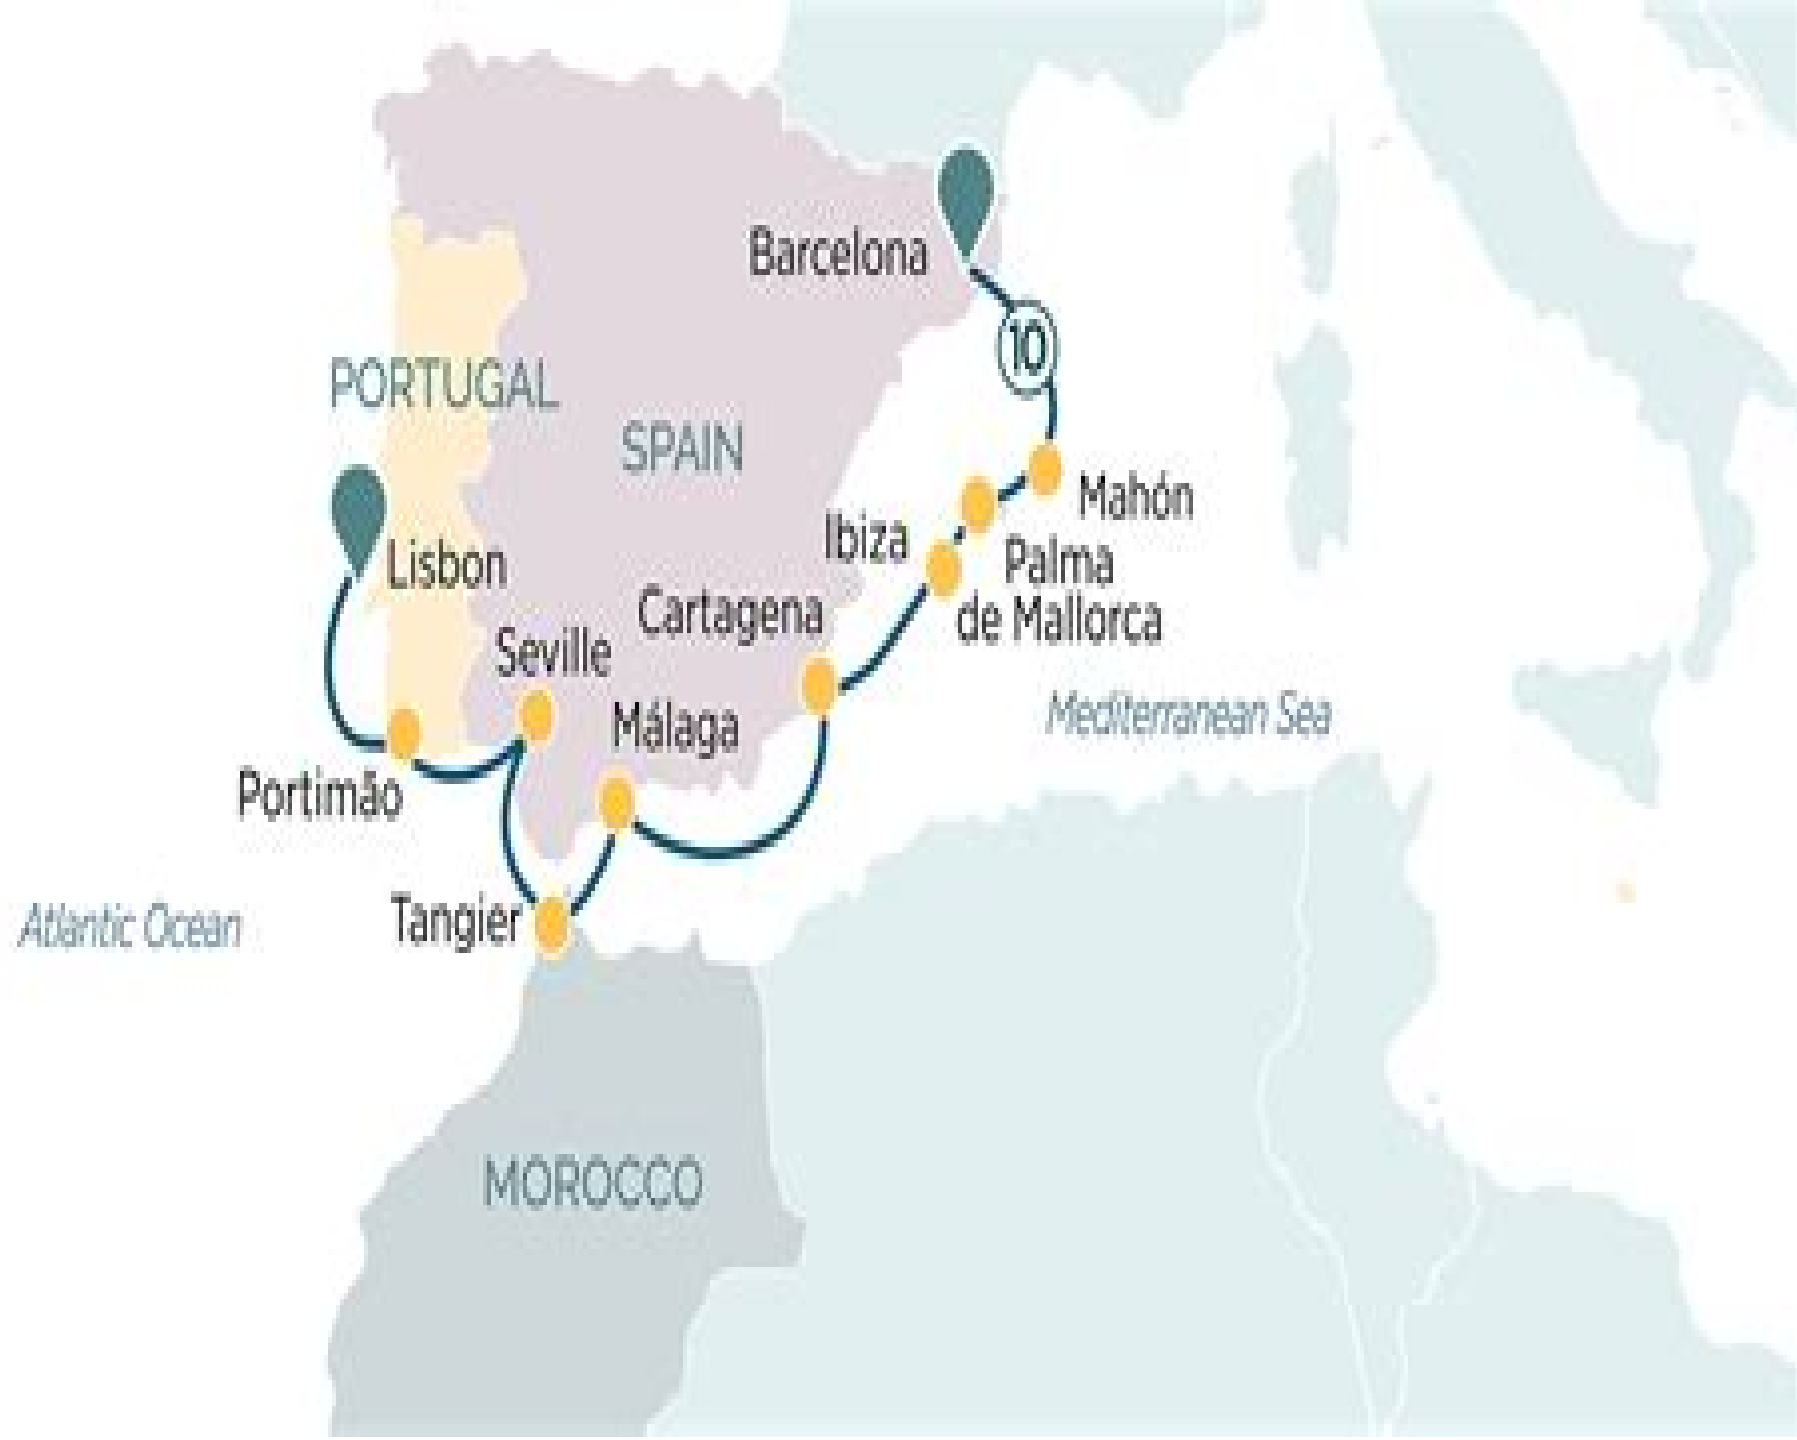 Barcelona
10
PORTUGAL
SPAIN
Mahón
Ibiza
Palma
de Mallorca
Lisbon
Cartagena
Seville
Málaga
Mediterranean Sea
Portimão
Tangier
Atlantic Ocean
MOROCCO